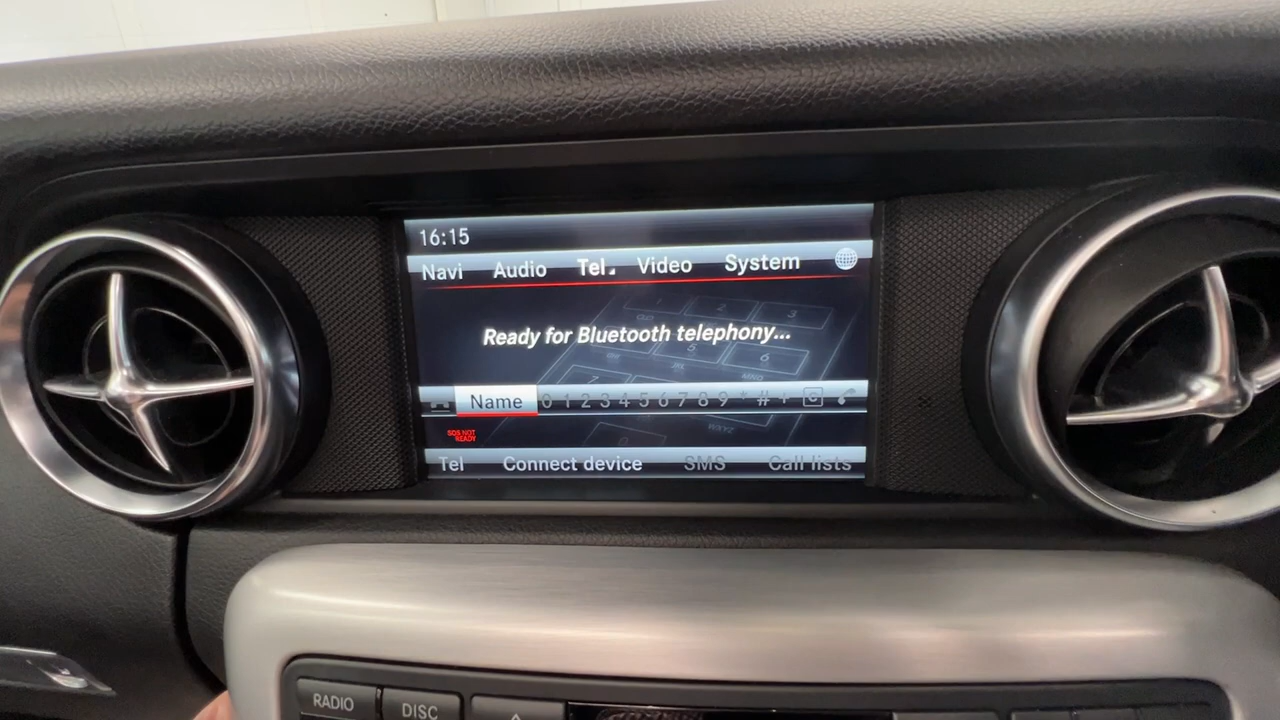 16:15
Navi Audio Tel Video System
Ready for Bluetooth telephony...
Name 0 1 2 3 4 5 6 7 8 9 * # +
SOS NOT
READY
Tel Connect device SMS Call lists
RADIO DISC